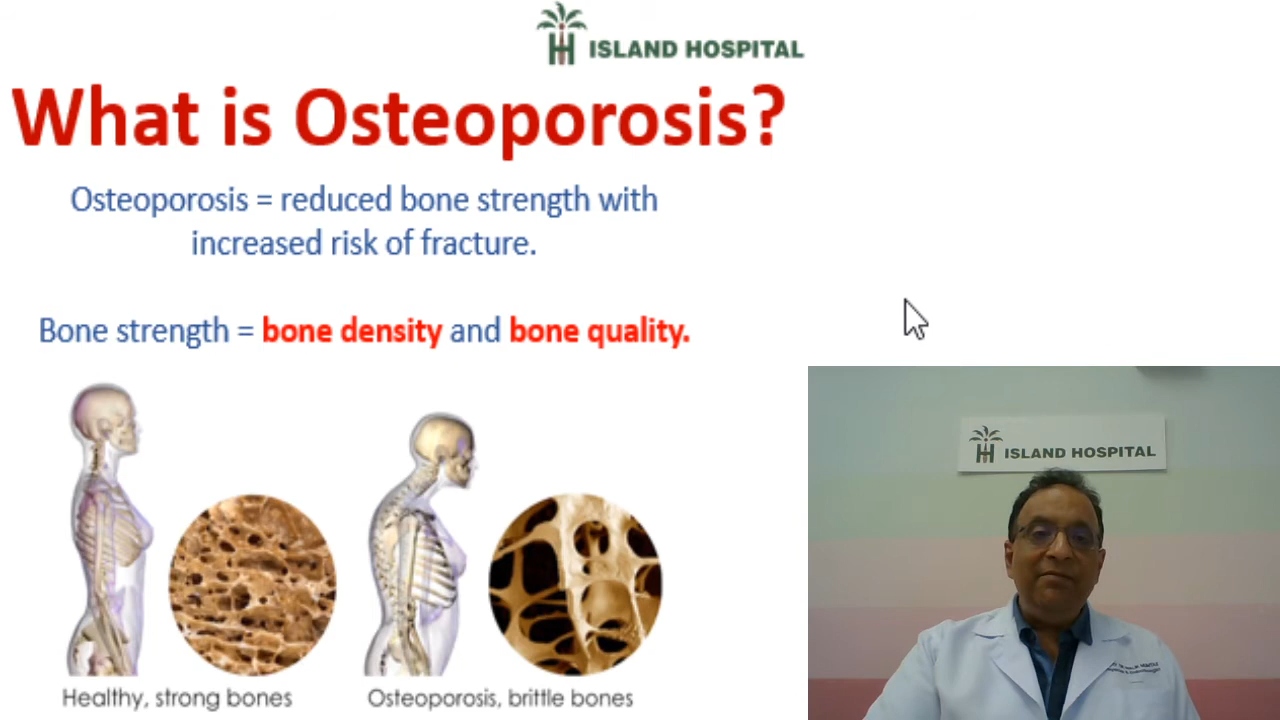 ISLAND HOSPITAL
What is Osteoporosis?
Osteoporosis = reduced bone strength with
increased risk of fracture.
Bone strength = bone density and bone quality.
Healthy, strong bones
Osteoporosis, brittle bones
ISLAND HOSPITAL